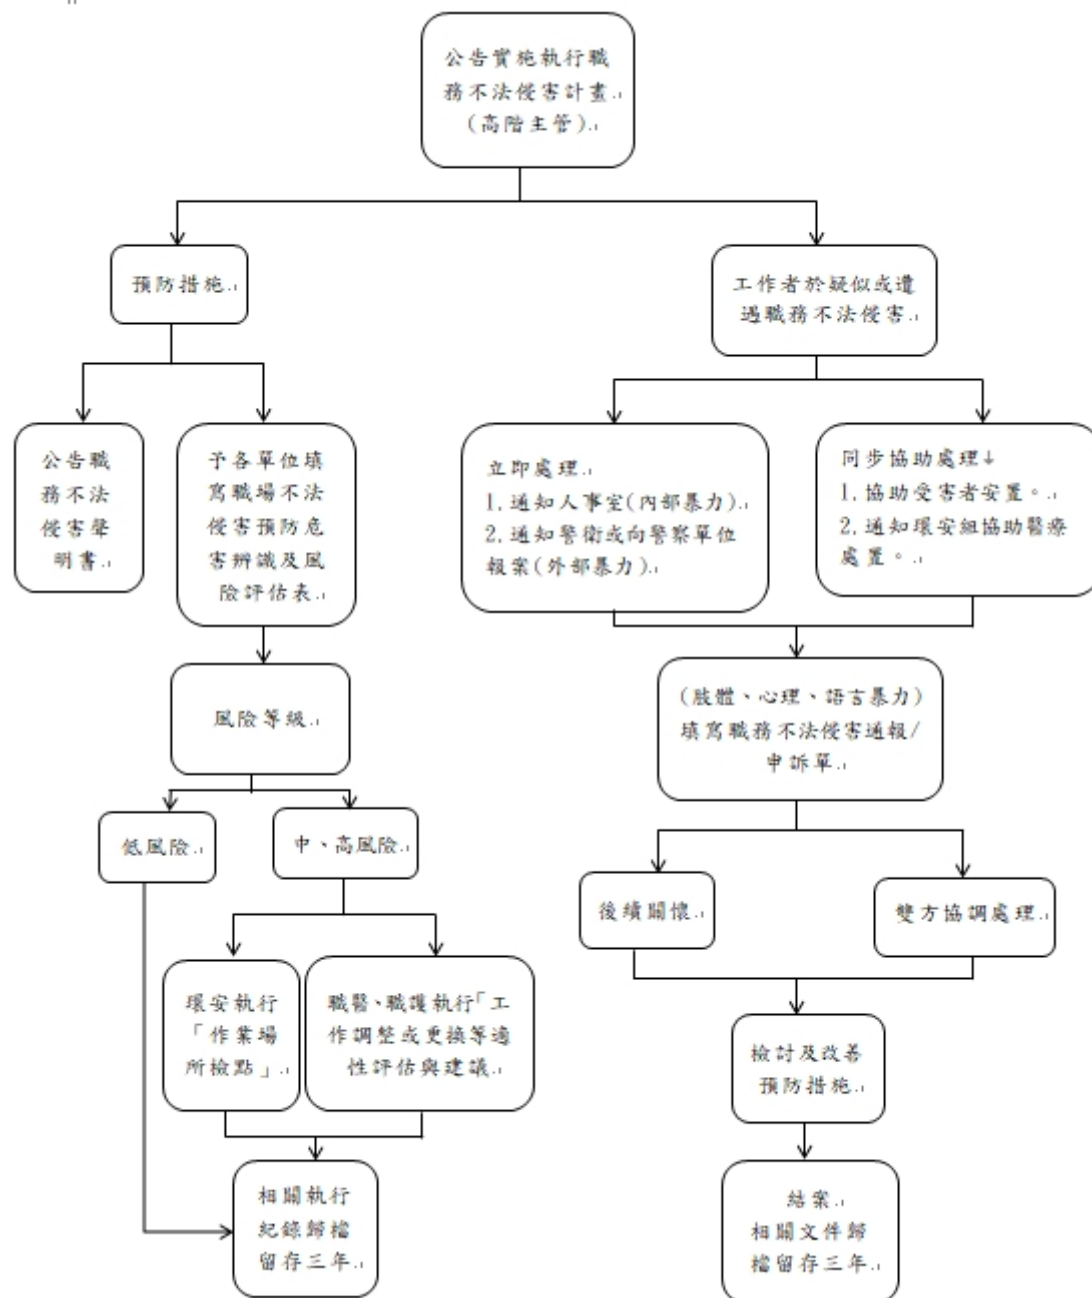 公告實施執行職
務不法侵害計畫
(高階主管)
預防措施
工作者於疑似或遭
遇職務不法侵害
公告職
務不法
侵害聲
明書
予各單位填
寫職場不法
侵害預防危
害辨識及風
險評估表
立即處理
1.通知人事室(內部暴力)
2.通知警衛或向警察單位
報案(外部暴力)
同步協助處理↓
1.協助受害者安置。
2.通知環安組協助醫療
處置。
風險等級
(肢體、心理、語言暴力)
填寫職務不法侵害通報/
申訴單
低風險
中、高風險
後續關懷
雙方協調處理
環安執行
「作業場
所檢點」
職醫、職護執行「工
作調整或更換等適
性評估與建議
檢討及改善
預防措施
相關執行
紀錄歸檔
留存三年
結案
相關文件歸
檔留存三年